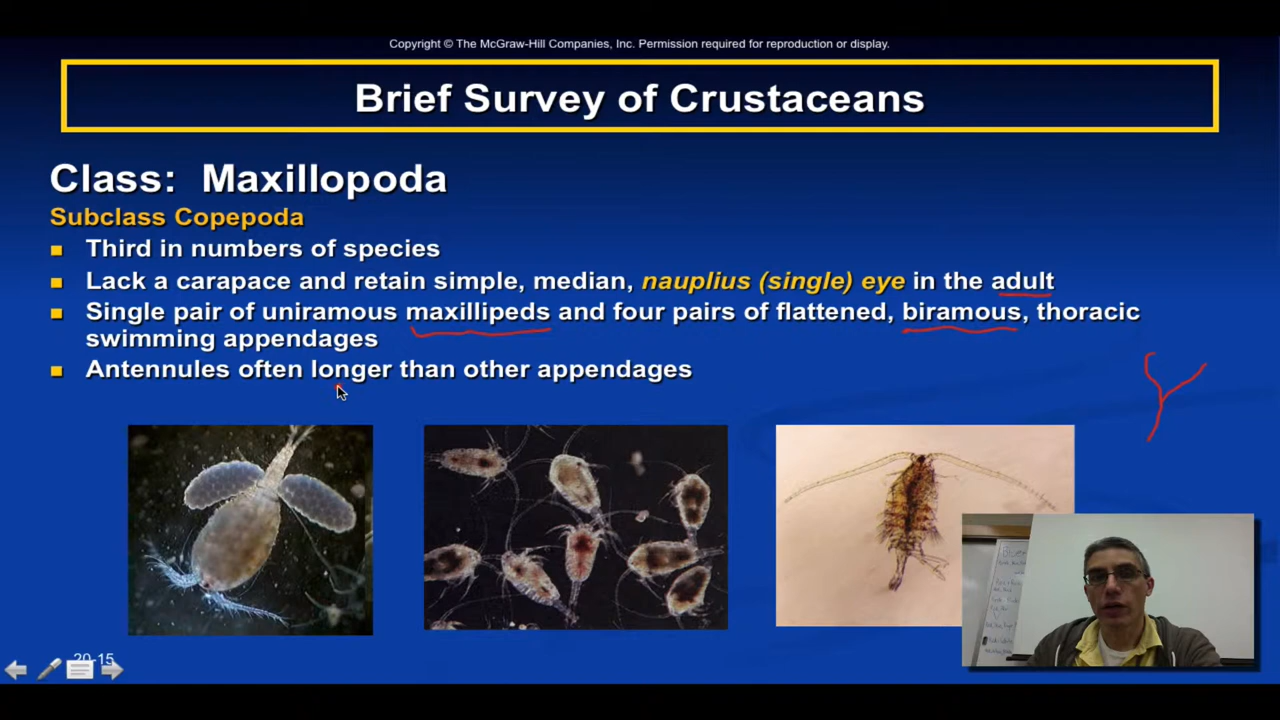 Copyright © The McGraw-Hill Companies, Inc. Permission required for reproduction or display.
Brief Survey of Crustaceans
Class: Maxillopoda
Subclass Copepoda
Third in numbers of species
Lack a carapace and retain simple, median, nauplius (single) eye in the adult
Single pair of uniramous maxillipeds and four pairs of flattened, biramous, thoracic
swimming appendages
Antennules often longer than other appendages
20-15